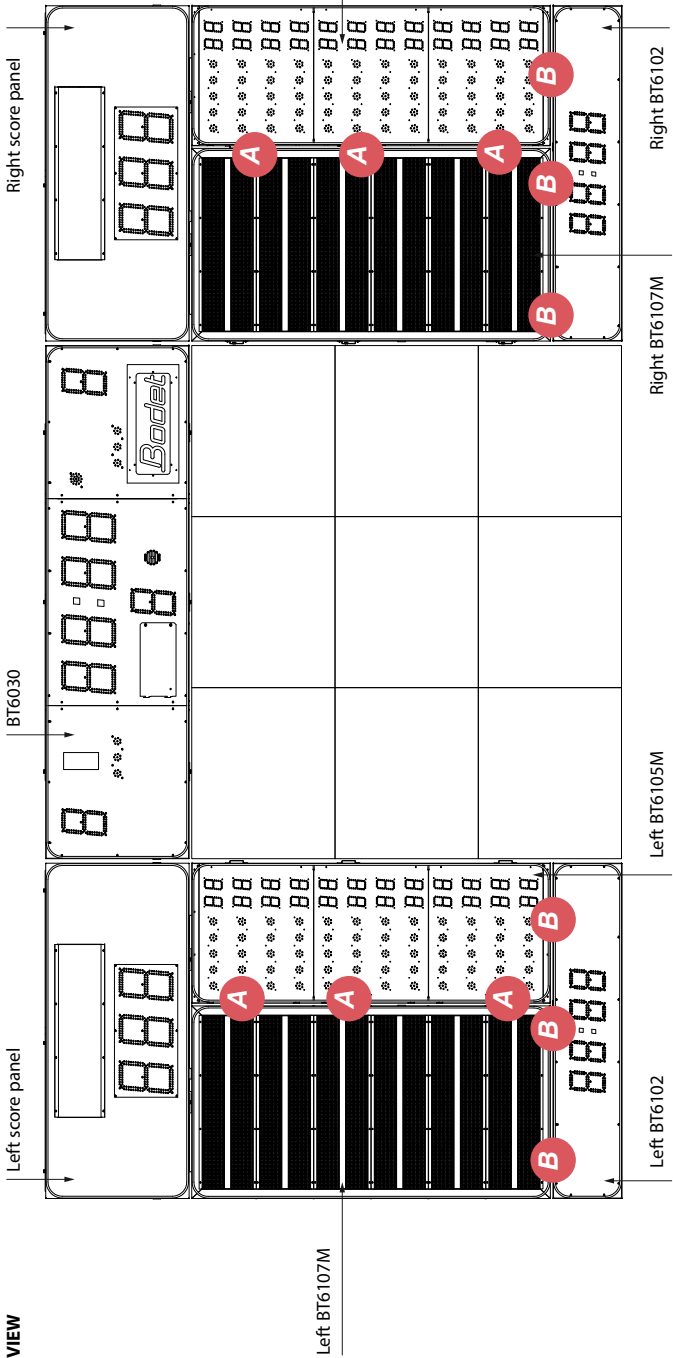 VIEW
Left score panel
BT6030
Right score panel
Bodet
A
A
Left BT6107M
A
A
A
A
B
B
B
B
B
B
Left BT6102
Left BT6105M
Right BT6107M
Right BT6102